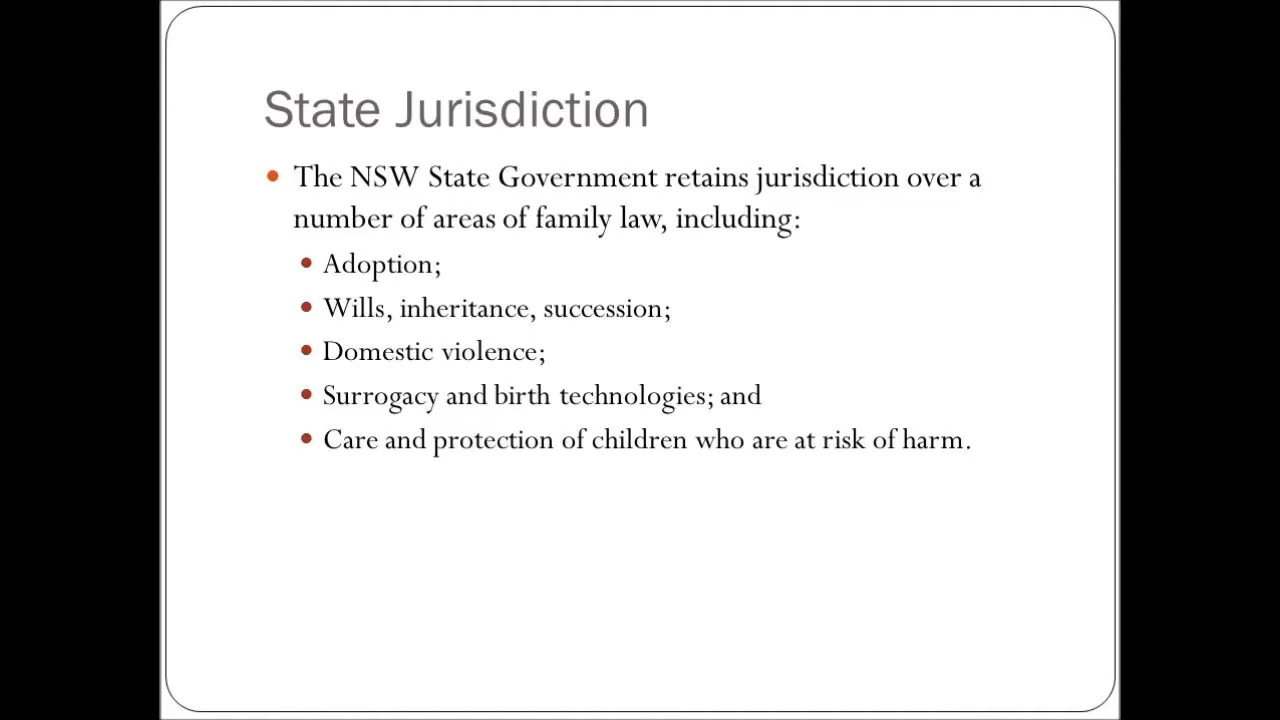 State Jurisdiction
The NSW State Government retains jurisdiction over a
number of areas of family law, including:
Adoption;
Wills, inheritance, succession;
Domestic violence;
Surrogacy and birth technologies; and
Care and protection of children who are at risk of harm.